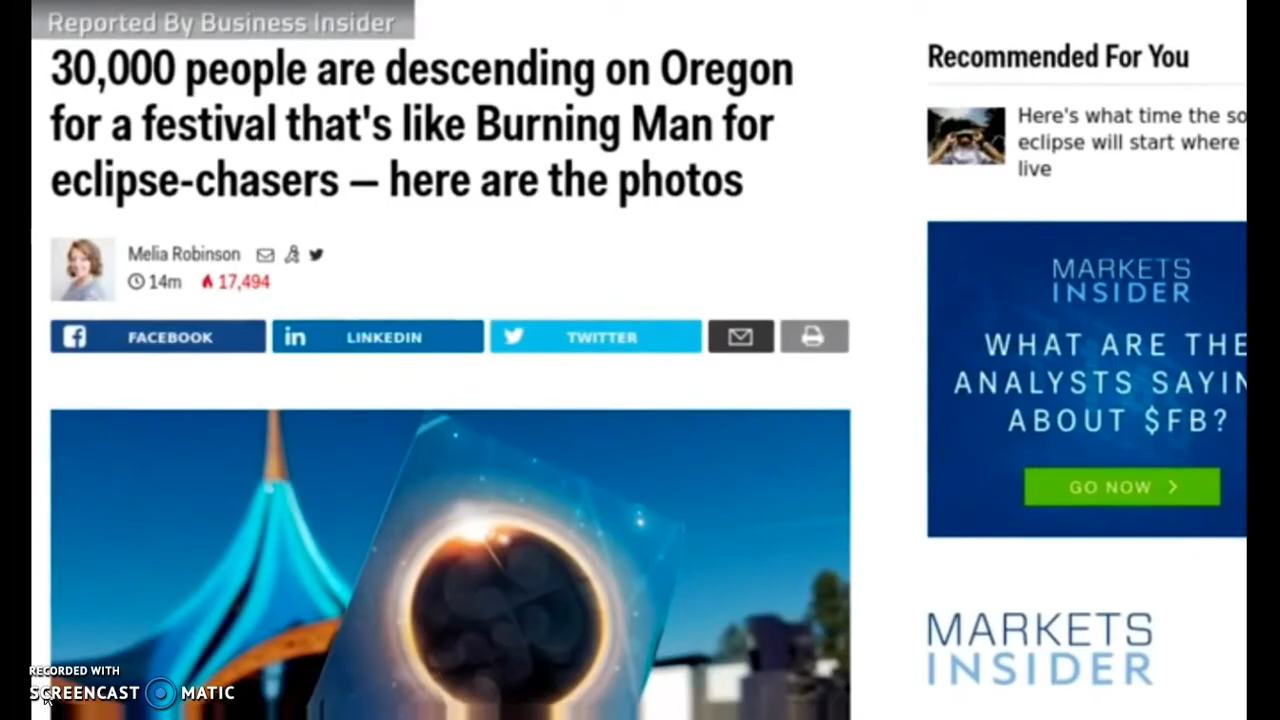 Reported By Business Insider
30,000 people are descending on Oregon
for a festival that's like Burning Man for
eclipse-chasers — here are the photos
Melia Robinson
14m 17,494
FACEBOOK
LINKEDIN
TWITTER
Recommended For You
Here's what time the so
eclipse will start where
live
MARKETS
INSIDER
WHAT ARE THE
ANALYSTS SAYIN
ABOUT $FB?
GO NOW >
MARKETS
INSIDER
RECORDED WITH
SCREENCAST MATIC